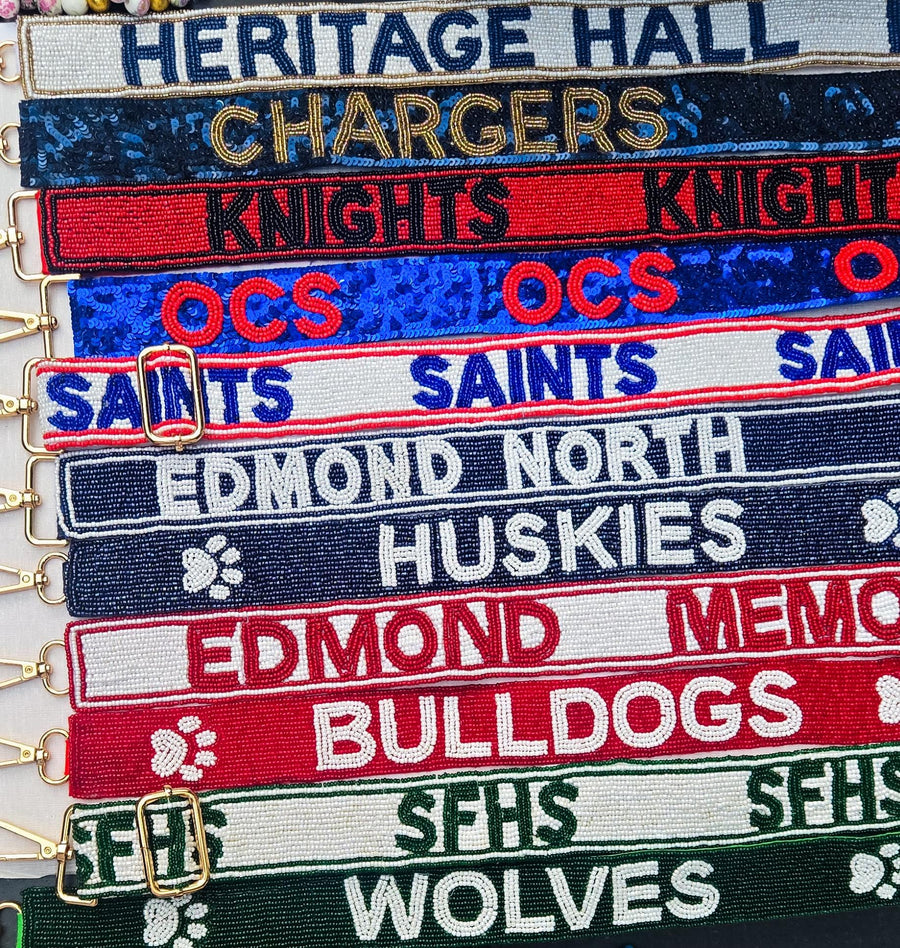 HERITAGE HALL
CHARGERS
KNIGHTS KNIGHT
OCS OCS O
SAINTS SAINTS SAI
EDMOND NORTH
HUSKIES
EDMOND MEMO
BULLDOGS
SFHS SFHS SFHS
WOLVES